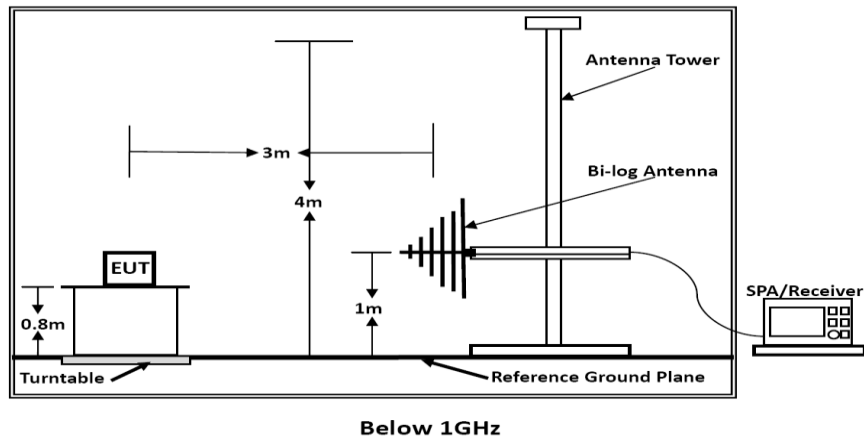 Antenna Tower
3m
Bi-log Antenna
4m
EUT
SPA/Receiver
1m
0.8m
Turntable
Reference Ground Plane
Below 1GHz